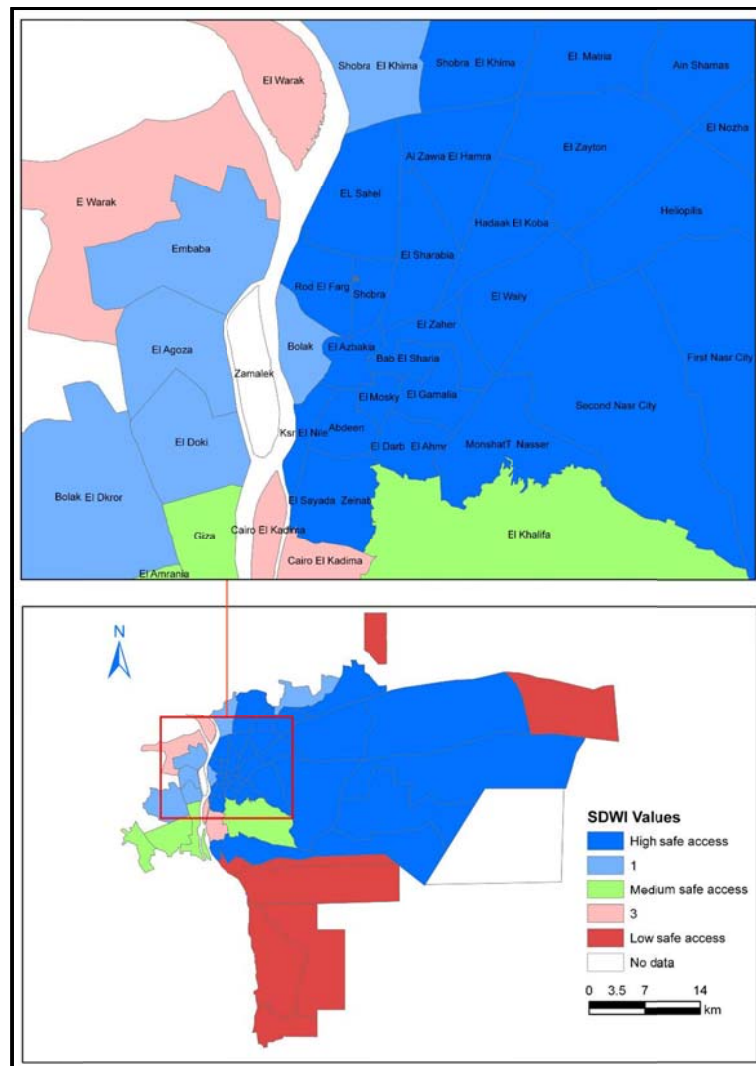 El Warak
Shobra El Khima
Shobra El Khima
El Matria
Ain Shamas
El Nozha
El Zayton
Al Zawia El Hamra
E Warak
EL Sahel
Heliopilis
Hadaak El Koba
Embaba
El Sharabia
Rod El Farg
Shobra
El Waily
El Zaher
El Agoza
Bolak
El Azbakia
Bab El Sharia
First Nasr City
Zamalek
El Mosky
El Gamalia
Second Nasr City
Ksr El Nile
Abdeen
El Doki
El Darb El Ahmr
MonshatT Nasser
Bolak El Dkror
El Sayada Zeinab
Giza
Cairo El Kadima
El Khalifa
Cairo El Kadima
El Amrania
N
SDWI Values
High safe access
1
Medium safe access
3
Low safe access
No data
0 3.5 7 14
km